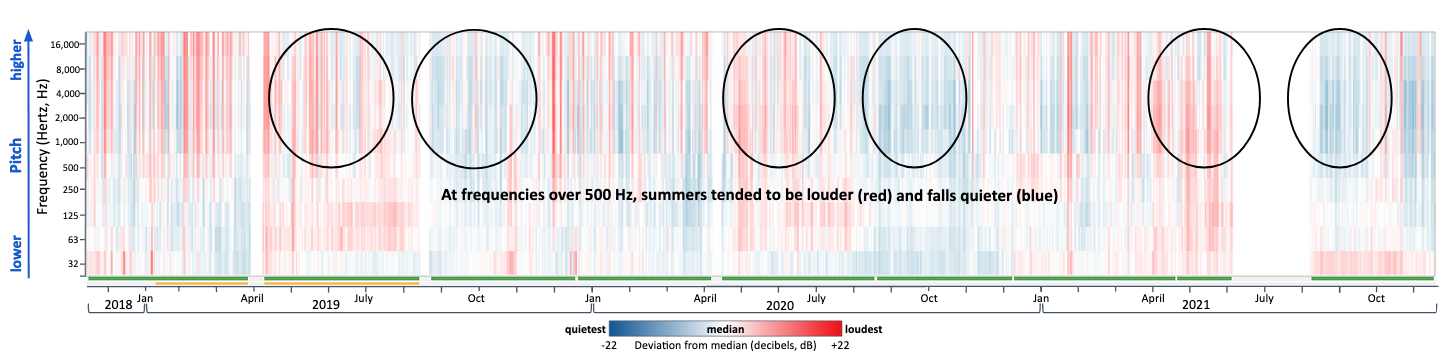 higher
Pitch
lower
Frequency (Hertz, Hz)
16,000
8,000
4,000
2,000
1,000
500
250
125
63
32
At frequencies over 500 Hz, summers tended to be louder (red) and falls quieter (blue)
Jan April July Oct Jan April July Oct Jan April July Oct
2018 2019 2020 2021
quietest median loudest
-22 Deviation from median (decibels, dB) +22